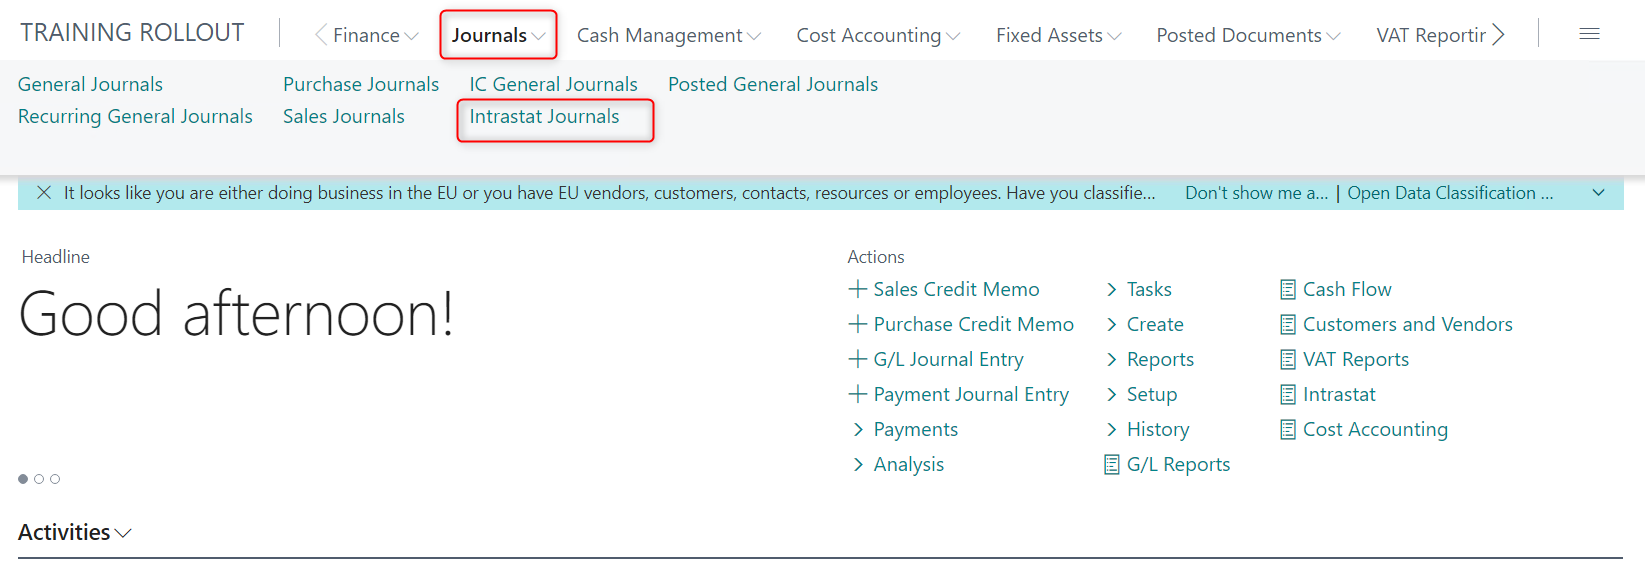 TRAINING ROLLOUT Finance Journals Cash Management Cost Accounting Fixed Assets Posted Documents VAT Reportir
General Journals Purchase Journals IC General Journals Posted General Journals
Recurring General Journals Sales Journals Intrastat Journals
It looks like you are either doing business in the EU or you have EU vendors, customers, contacts, resources or employees. Have you classifie... Don't show me a... | Open Data Classification ...
Headline
Good afternoon!
Actions
Sales Credit Memo Tasks Cash Flow
Purchase Credit Memo Create Customers and Vendors
G/L Journal Entry Reports VAT Reports
Payment Journal Entry Setup Intrastat
Payments History Cost Accounting
Analysis G/L Reports
Activities